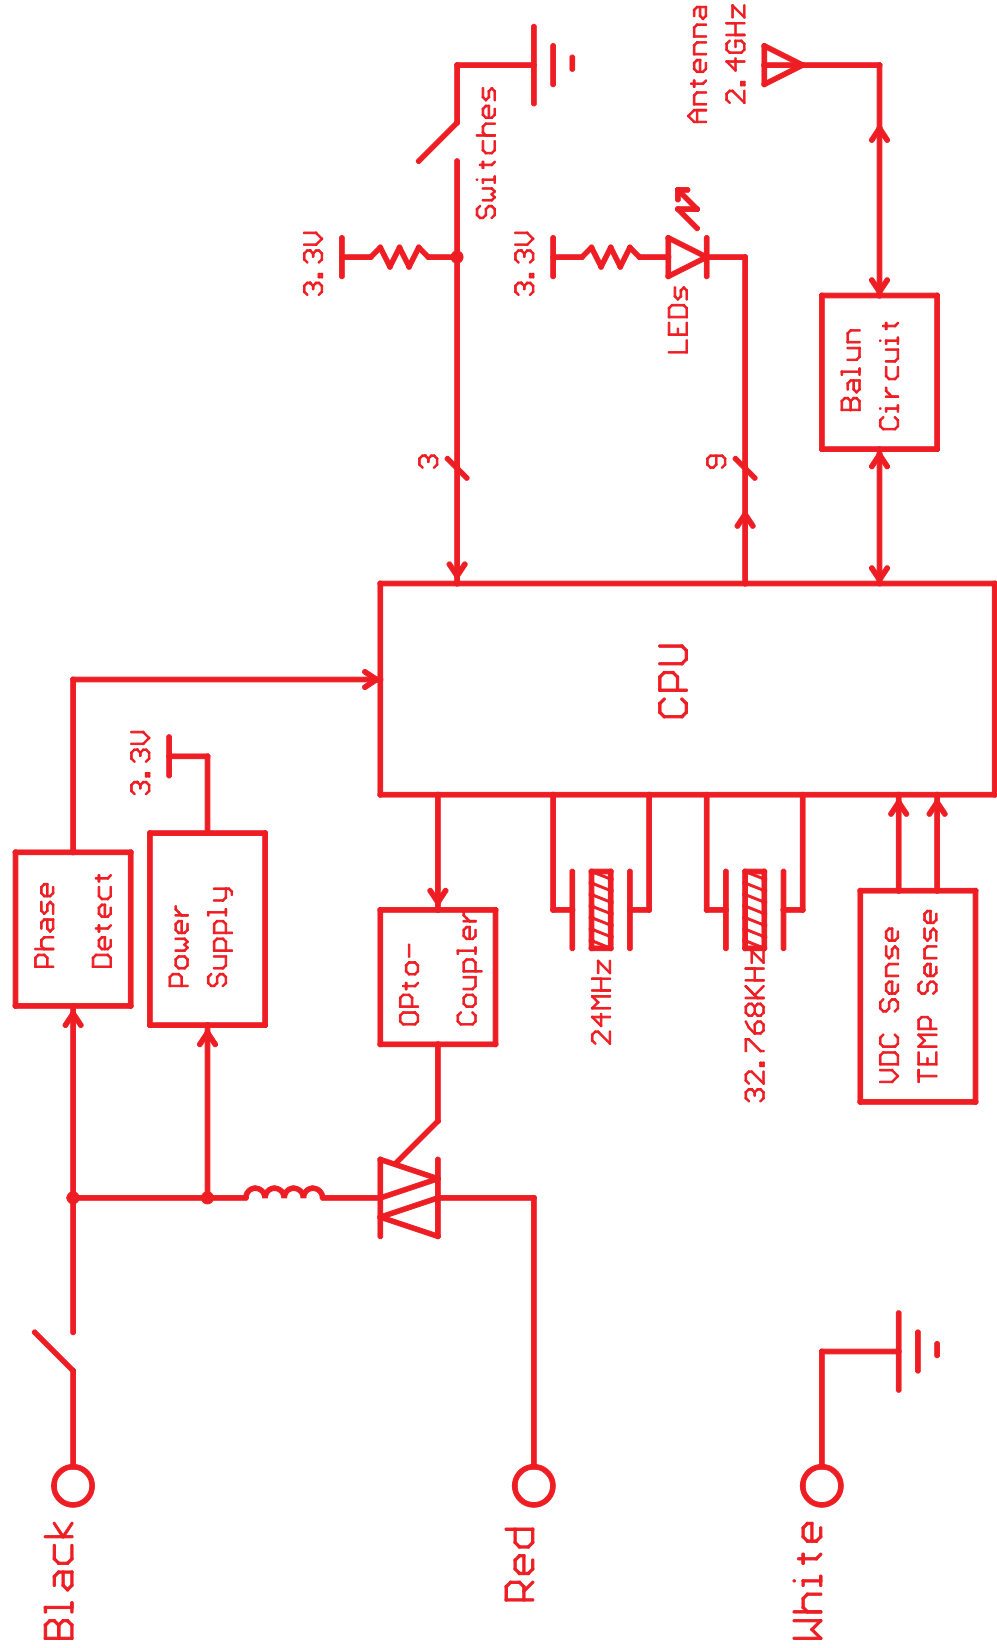 Black
Red
White
Phase
Detect
Power
Supply
3.3V
OPto-
Coupler
24MHz
32.768KHz
VDC Sense
TEMP Sense
CPU
3
3.3V
Switches
9
3.3V
LEDs
Balun
Circuit
Antenna
2.4GHz